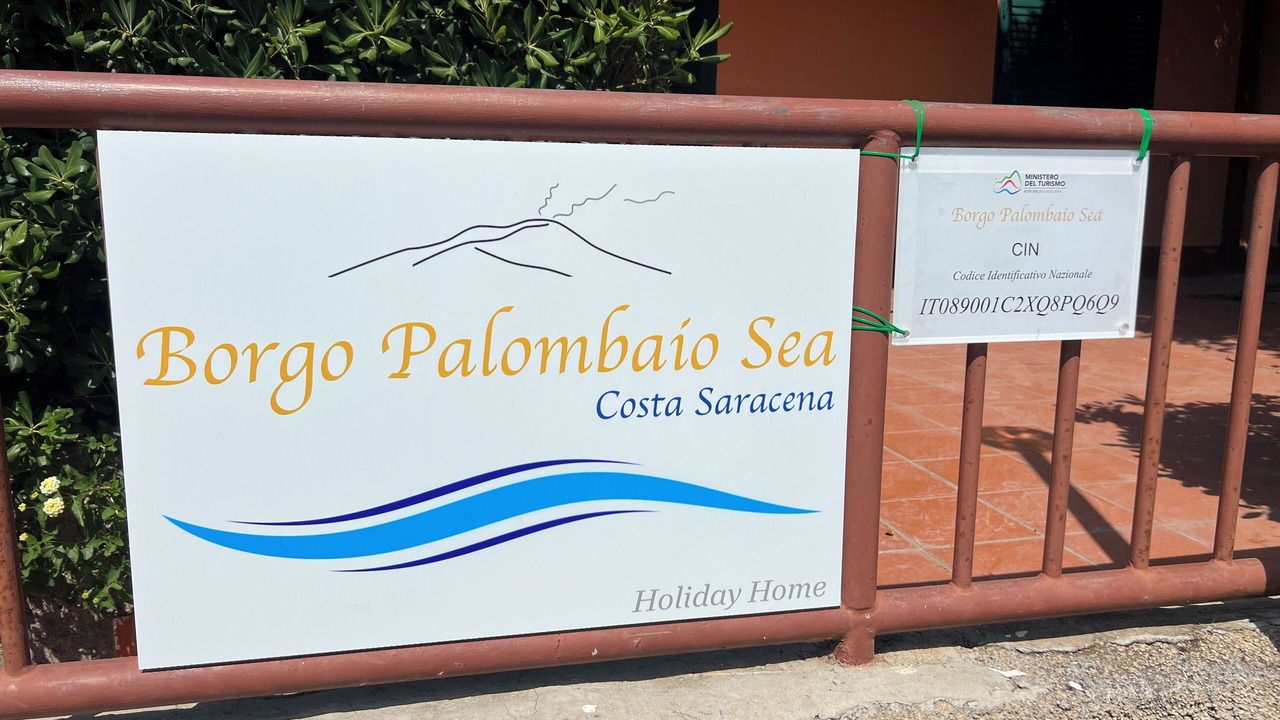 Borgo Palombaio Sea
Costa Saracena
Holiday Home
MINISTERO
DEL TURISMO
Borgo Palombaio Sea
CIN
Codice Identificativo Nazionale
IT089001C2XQ8PQ6Q9